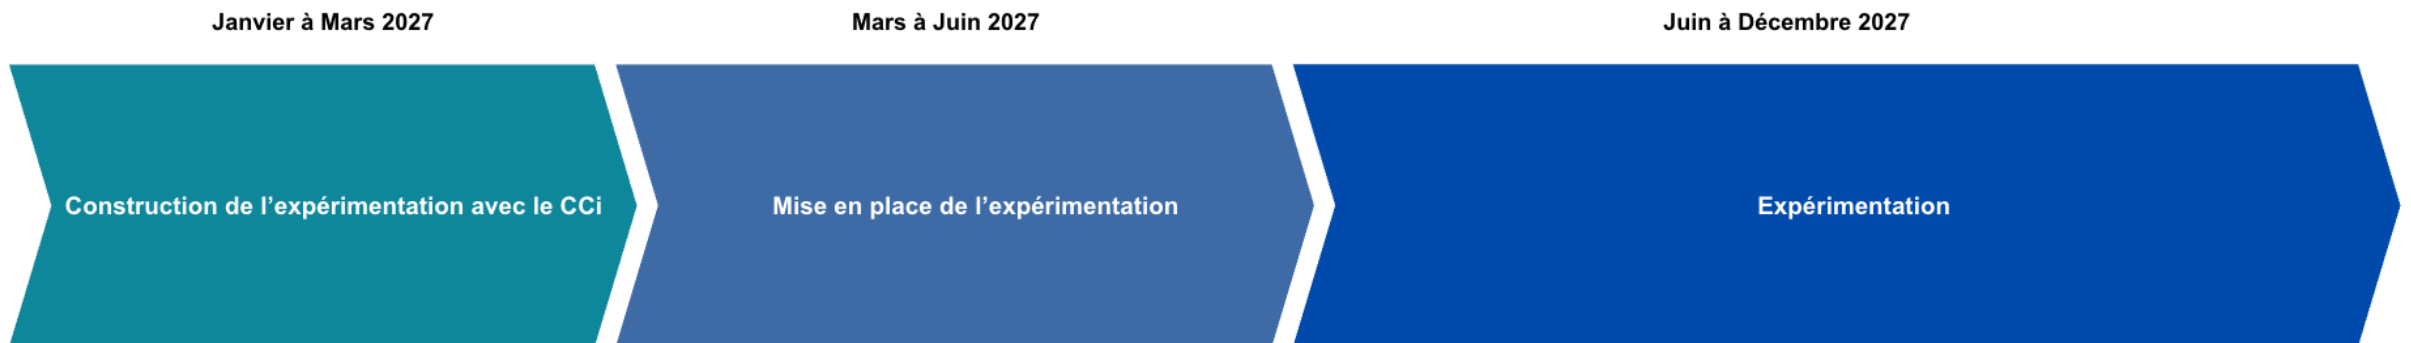 Janvier à Mars 2027
Mars à Juin 2027
Juin à Décembre 2027
Construction de l’expérimentation avec le CCi
Mise en place de l’expérimentation
Expérimentation